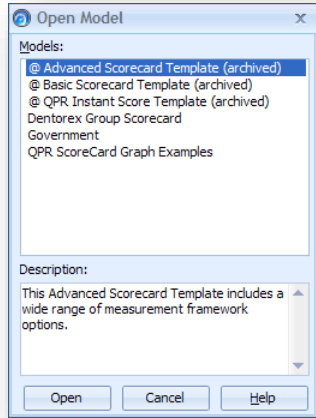 Open Model
Models:
@ Advanced Scorecard Template (archived)
@ Basic Scorecard Template (archived)
@ QPR Instant Score Template (archived)
Dentorex Group Scorecard
Government
QPR ScoreCard Graph Examples
Description:
This Advanced Scorecard Template includes a
wide range of measurement framework
options.
Open Cancel Help